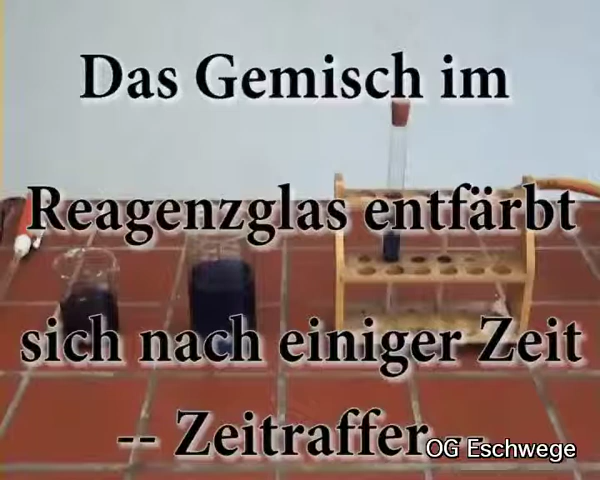 Das Gemisch im
Reagenzglas entfärbt
sich nach einiger Zeit
-- Zeitraffer --
OG Eschwege